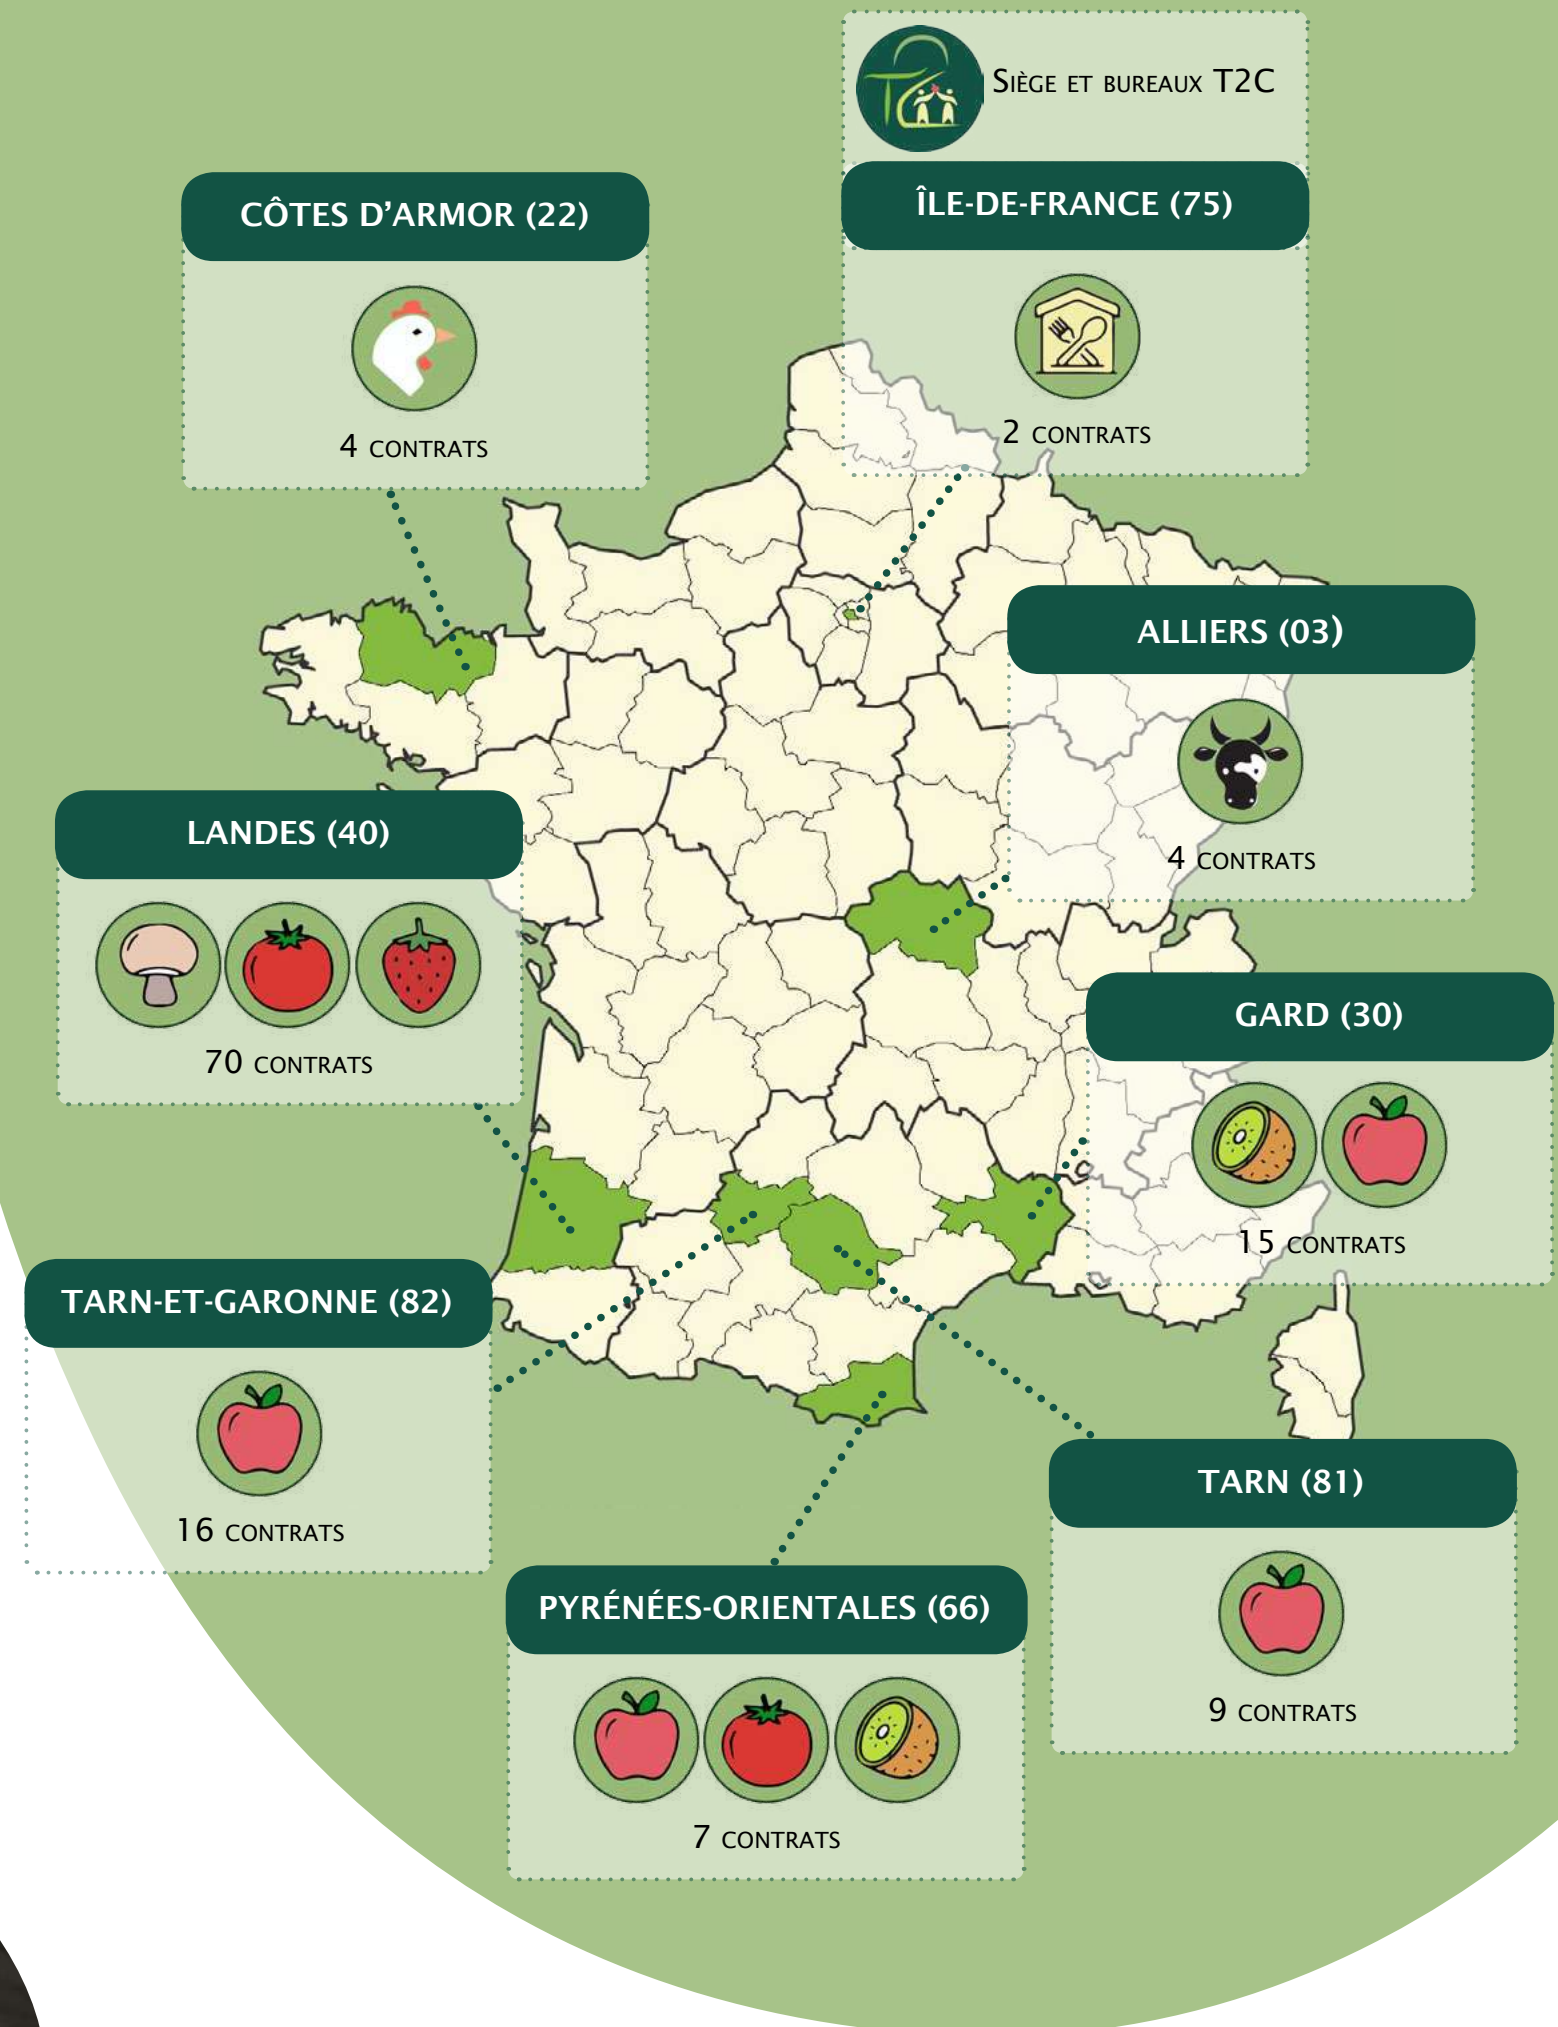 SIÈGE ET BUREAUX T2C
CÔTES D’ARMOR (22)
4 CONTRATS
ÎLE-DE-FRANCE (75)
2 CONTRATS
ALLIERS (03)
4 CONTRATS
LANDES (40)
70 CONTRATS
GARD (30)
15 CONTRATS
TARN-ET-GARONNE (82)
16 CONTRATS
TARN (81)
9 CONTRATS
PYRÉNÉES-ORIENTALES (66)
7 CONTRATS